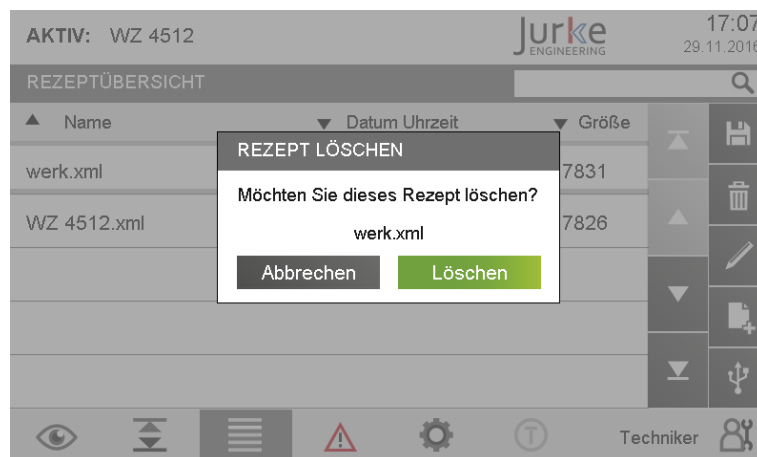 AKTIV: WZ 4512
Jurke
ENGINEERING
17:07
29.11.2016
REZEPTÜBERSICHT
Name Datum Uhrzeit Größe
REZEPT LÖSCHEN
werk.xml 7831
Möchten Sie dieses Rezept löschen?
WZ 4512.xml 7826
werk.xml
Abbrechen Löschen
T
Techniker